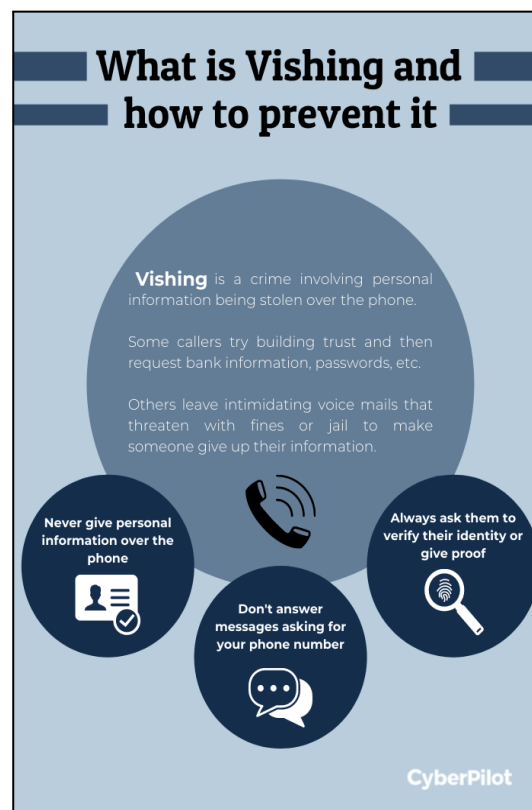 What is Vishing and
how to prevent it
Vishing is a crime involving personal
information being stolen over the phone.
Some callers try building trust and then
request bank information, passwords, etc.
Others leave intimidating voice mails that
threaten with fines or jail to make
someone give up their information.
Never give personal
information over the
phone
Don't answer
messages asking for
your phone number
Always ask them to
verify their identity or
give proof
CyberPilot